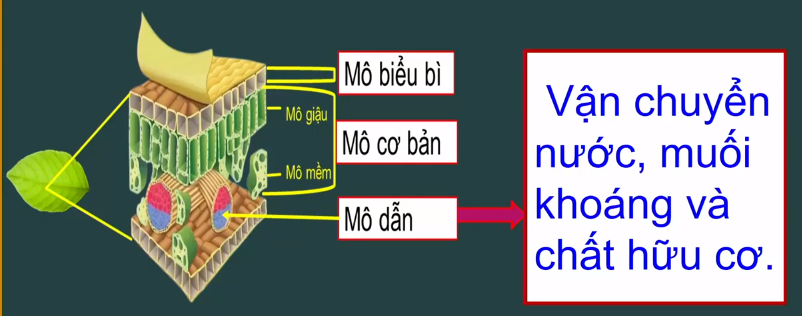 Mô biểu bì
Mô giậu
Mô cơ bản
Mô mềm
Mô dẫn
Vận chuyển
nước, muối
khoáng và
chất hữu cơ.